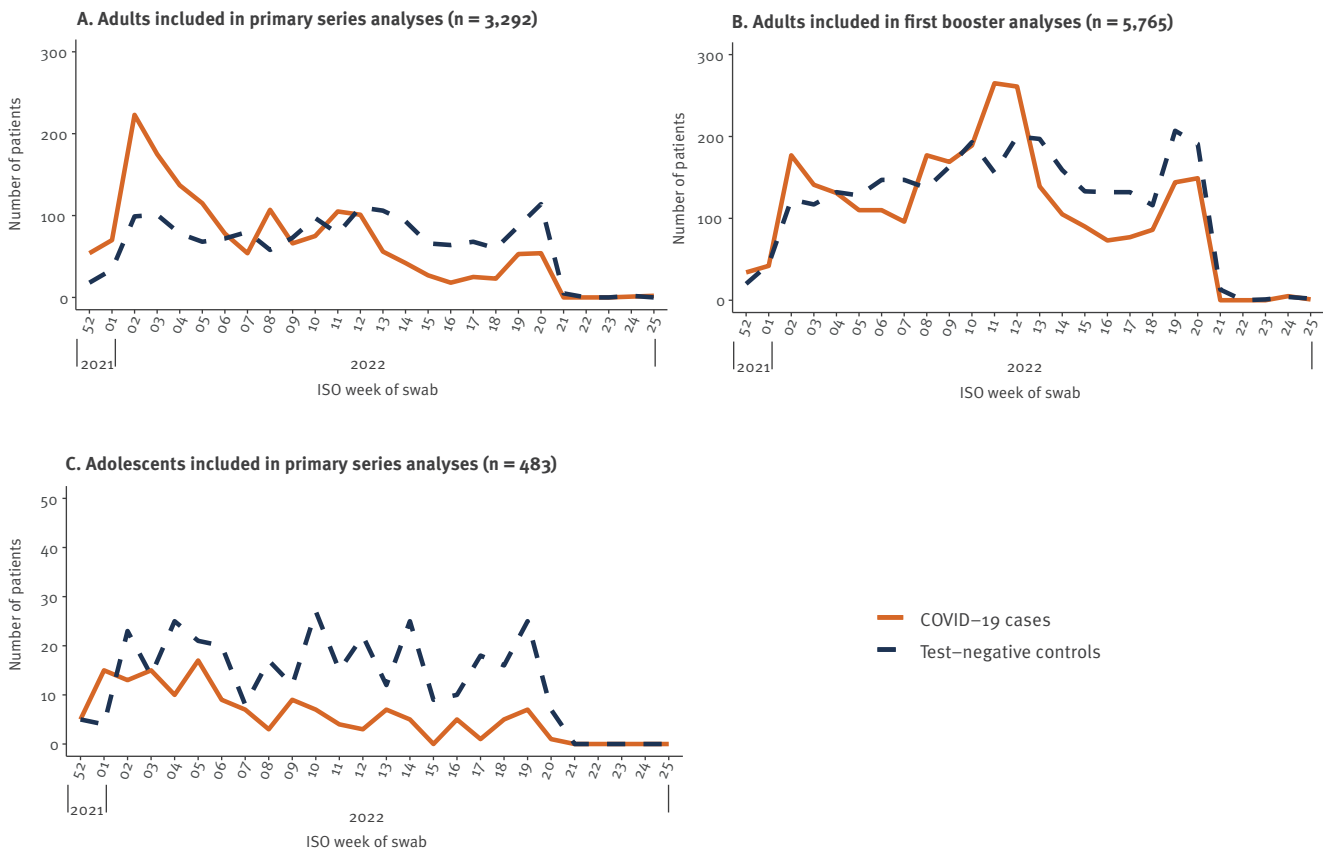 A. Adults included in primary series analyses (n = 3,292)
300
200
100
0
Number of patients
52 01 02 03 04 05 06 07 08 09 10 11 12 13 14 15 16 17 18 19 20 21 22 23 24 25
2021 2022
ISO week of swab
B. Adults included in first booster analyses (n = 5,765)
300
200
100
0
Number of patients
52 01 02 03 04 05 06 07 08 09 10 11 12 13 14 15 16 17 18 19 20 21 22 23 24 25
2021 2022
ISO week of swab
C. Adolescents included in primary series analyses (n = 483)
50
40
30
20
10
0
Number of patients
52 01 02 03 04 05 06 07 08 09 10 11 12 13 14 15 16 17 18 19 20 21 22 23 24 25
2021 2022
ISO week of swab
COVID–19 cases
Test–negative controls